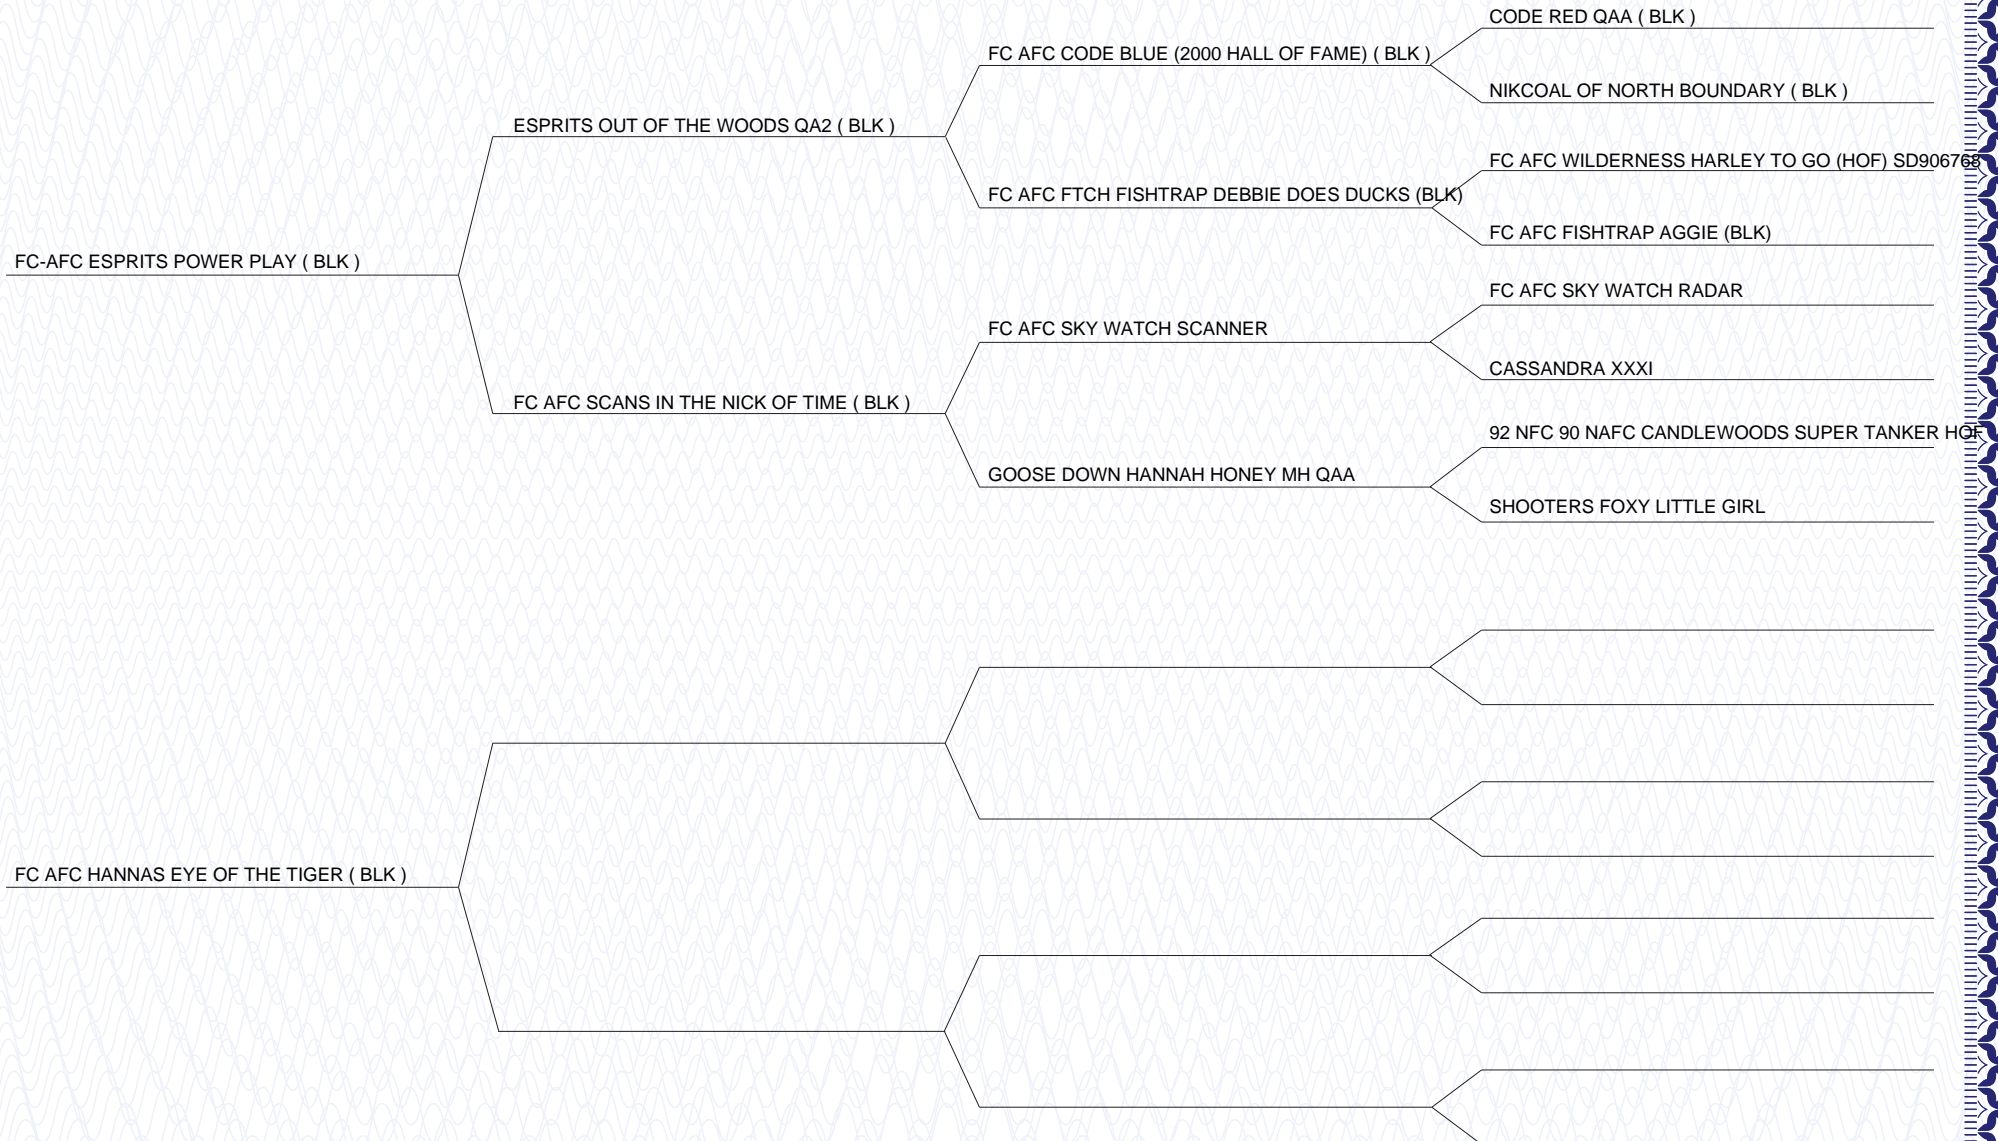 CODE RED QAA ( BLK )
FC AFC CODE BLUE (2000 HALL OF FAME) ( BLK )
NIKCOAL OF NORTH BOUNDARY ( BLK )
ESPRITS OUT OF THE WOODS QA2 ( BLK )
FC AFC WILDERNESS HARLEY TO GO (HOF) SD906768
FC AFC FTCH FISHTRAP DEBBIE DOES DUCKS (BLK)
FC AFC FISHTRAP AGGIE (BLK)
FC-AFC ESPRITS POWER PLAY ( BLK )
FC AFC SKY WATCH RADAR
FC AFC SKY WATCH SCANNER
CASSANDRA XXXI
FC AFC SCANS IN THE NICK OF TIME ( BLK )
92 NFC 90 NAFC CANDLEWOODS SUPER TANKER HOF
GOOSE DOWN HANNAH HONEY MH QAA
SHOOTERS FOXY LITTLE GIRL
FC AFC HANNAS EYE OF THE TIGER ( BLK )